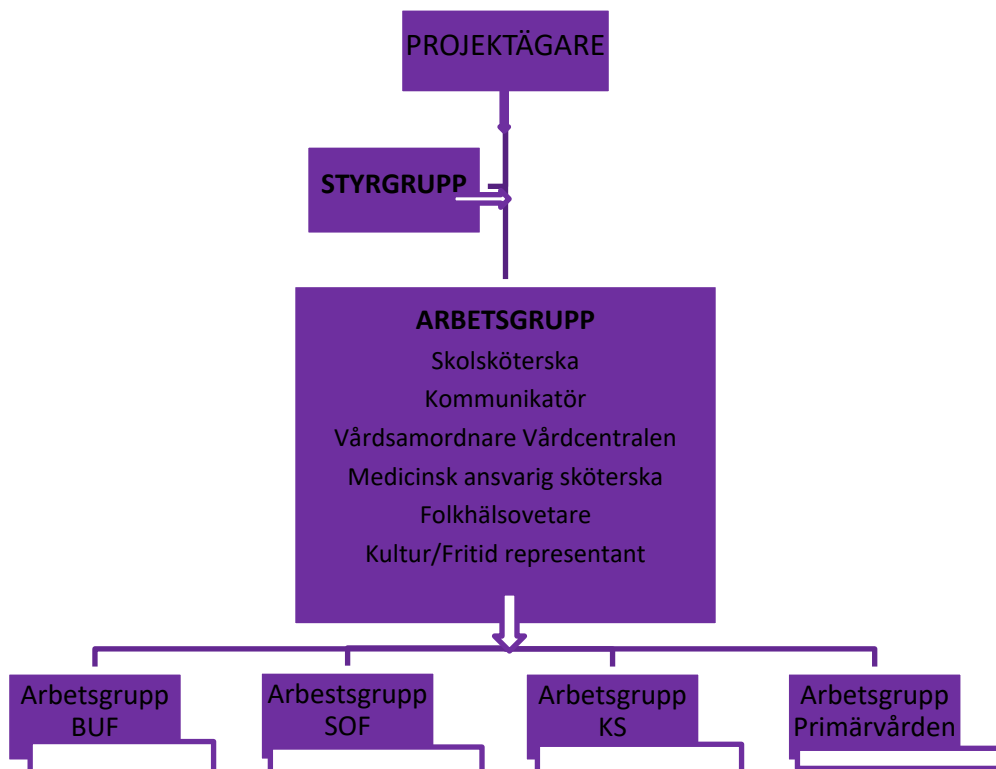 PROJEKTÄGARE
STYRGRUPP
ARBETSGRUPP
Skolsköterska
Kommunikatör
Vårdsamordnare Vårdcentralen
Medicinsk ansvarig sköterska
Folkhälsovetare
Kultur/Fritid representant
Arbetsgrupp
BUF
Arbestsgrupp
SOF
Arbetsgrupp
KS
Arbetsgrupp
Primärvården